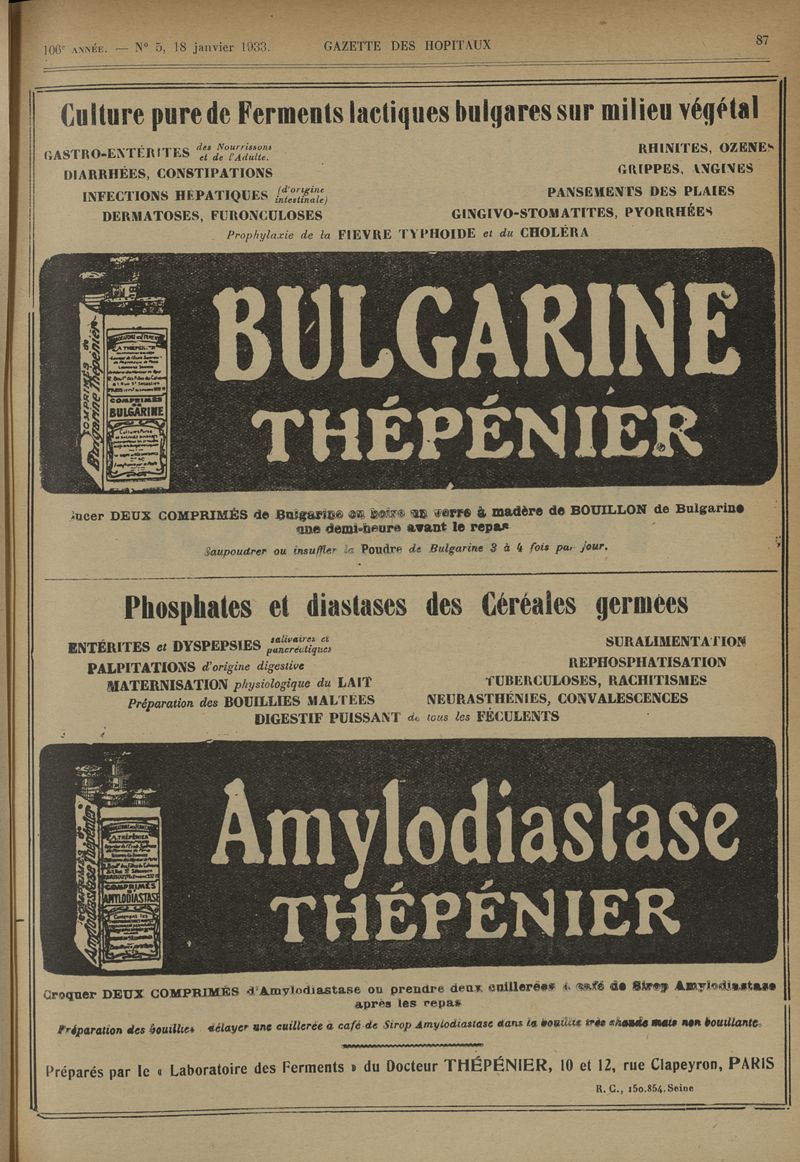 106e ANNÉE. — N° 5, 18 janvier 1933.
GAZETTE DES HOPITAUX
87
Culture pure de Ferments lactiques bulgares sur milieu végétal
GASTRO-ENTÉRITES des Nourrissons et de l'Adulte.
DIARRHÉES, CONSTIPATIONS
INFECTIONS HÉPATIQUES (d'origine intestinale)
DERMATOSES, FURONCULOSES
RHINITES, OZENES
GRIPPES, ANGINES
PANSEMENTS DES PLAIES
GINGIVO-STOMATITES, PYORRHÉES
Prophylaxie de la FIEVRE TYPHOIDE et du CHOLÉRA
BULGARINE
THÉPÉNIER
COMPRIMÉS de
Bulgarine Thépénier
A. THÉPÉNIER
COMPRIMÉS
DE
BULGARINE
Sucer DEUX COMPRIMÉS de Bulgarine ou boire un verre à madère de BOUILLON de Bulgarine
une demi-heure avant le repas
Saupoudrer ou insuffler la Poudre de Bulgarine 3 à 4 fois par jour.
Phosphates et diastases des Céréales germées
ENTÉRITES et DYSPEPSIES salivaires et pancréatiques
PALPITATIONS d'origine digestive
MATERNISATION physiologique du LAIT
Préparation des BOUILLIES MALTÉES
SURALIMENTATION
REPHOSPHATISATION
TUBERCULOSES, RACHITISMES
NEURASTHÉNIES, CONVALESCENCES
DIGESTIF PUISSANT de tous les FÉCULENTS
Amylodiastase
THÉPÉNIER
COMPRIMÉS d'
Amylodiastase Thépénier
A. THÉPÉNIER
COMPRIMÉS
D'
AMYLODIASTASE
Croquer DEUX COMPRIMÉS d'Amylodiastase ou prendre deux cuillerées à café de Sirop Amylodiastase
après les repas
Préparation des bouillies délayer une cuillerée à café de Sirop Amylodiastase dans la bouillie très chaude mais non bouillante.
Préparés par le « Laboratoire des Ferments » du Docteur THÉPÉNIER, 10 et 12, rue Clapeyron, PARIS
R. C., 150.854. Seine